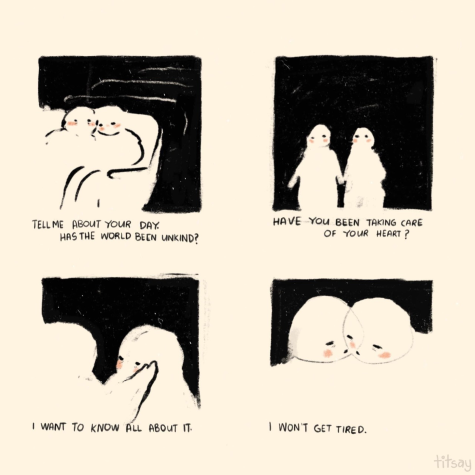 TELL ME ABOUT YOUR DAY.
HAS THE WORLD BEEN UNKIND?
HAVE YOU BEEN TAKING CARE
OF YOUR HEART?
I WANT TO KNOW ALL ABOUT IT.
I WON'T GET TIRED.
titsay